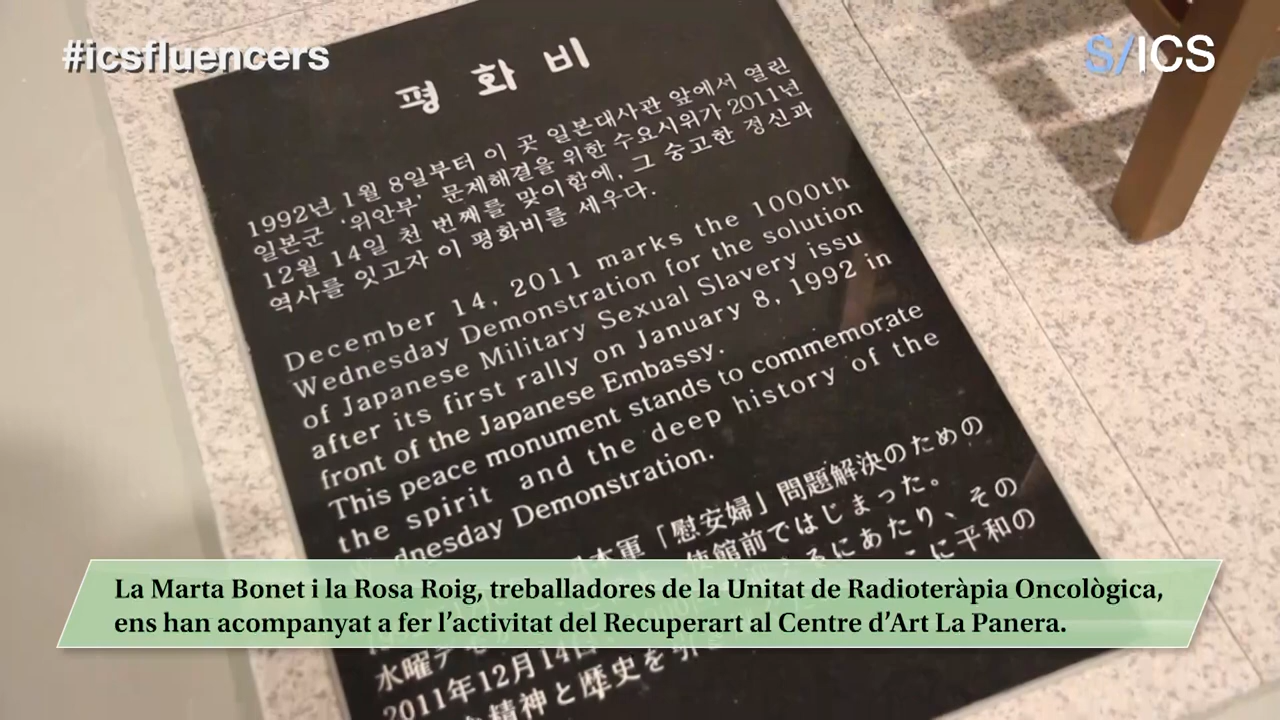 #icsfluencers
S/ICS
평화비
1992년 1월 8일부터 이 곳 일본대사관 앞에서 열린
일본군 '위안부' 문제해결을 위한 수요시위가 2011년
12월 14일 천 번째를 맞이함에, 그 숭고한 정신과
역사를 잇고자 이 평화비를 세우다.
December 14, 2011 marks the 1000th
Wednesday Demonstration for the solution
of Japanese Military Sexual Slavery issu
after its first rally on January 8, 1992 in
front of the Japanese Embassy.
This peace monument stands to commemorate
the spirit and the deep history of the
dnesday Demonstration.
本軍「慰安婦」問題解決のための
使館前ではじまった。
るにあたり、その
に平和の
水曜デモ
2011年12月14日
精神と歴史を引き
La Marta Bonet i la Rosa Roig, treballadores de la Unitat de Radioteràpia Oncològica,
ens han acompanyat a fer l'activitat del Recuperart al Centre d'Art La Panera.